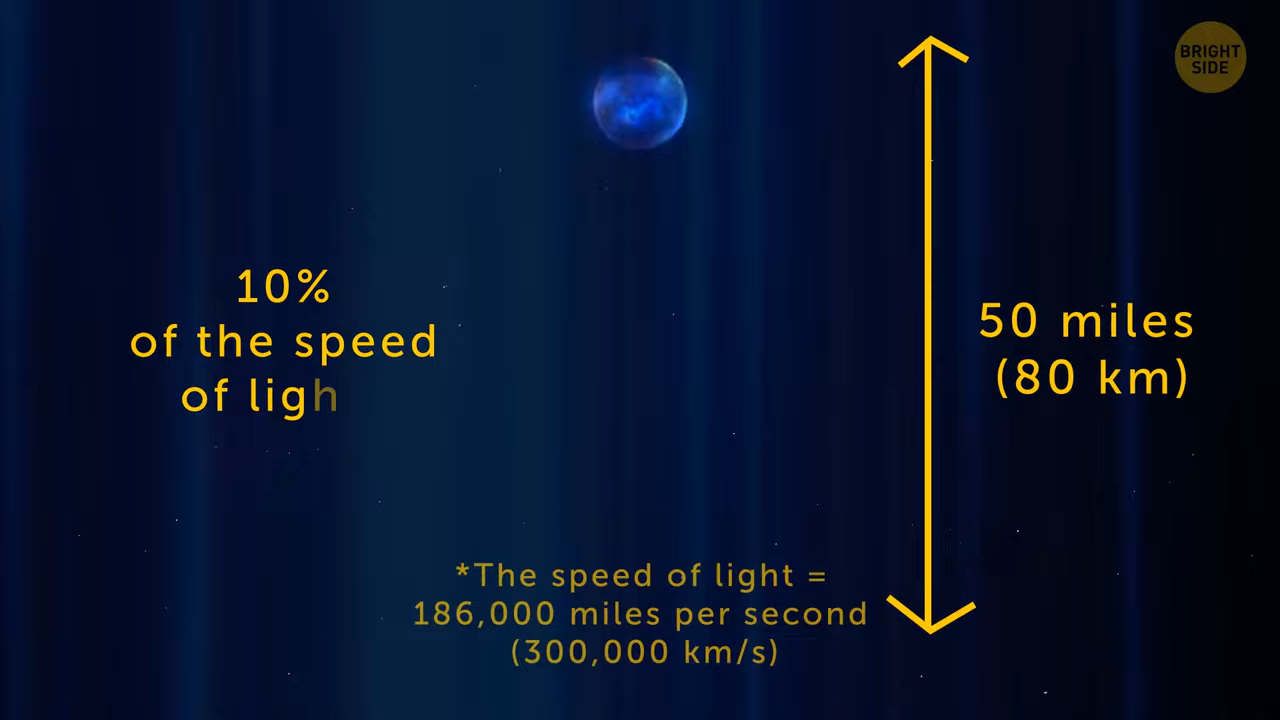 BRIGHT
SIDE
10%
of the speed
of ligh
50 miles
(80 km)
*The speed of light =
186,000 miles per second
(300,000 km/s)